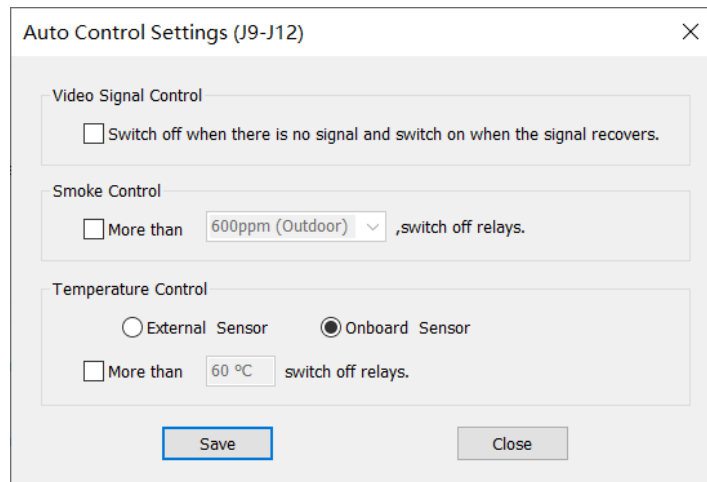 Auto Control Settings (J9-J12)
Video Signal Control
Switch off when there is no signal and switch on when the signal recovers.
Smoke Control
More than 600ppm (Outdoor) ,switch off relays.
Temperature Control
External Sensor Onboard Sensor
More than 60 ºC switch off relays.
Save Close